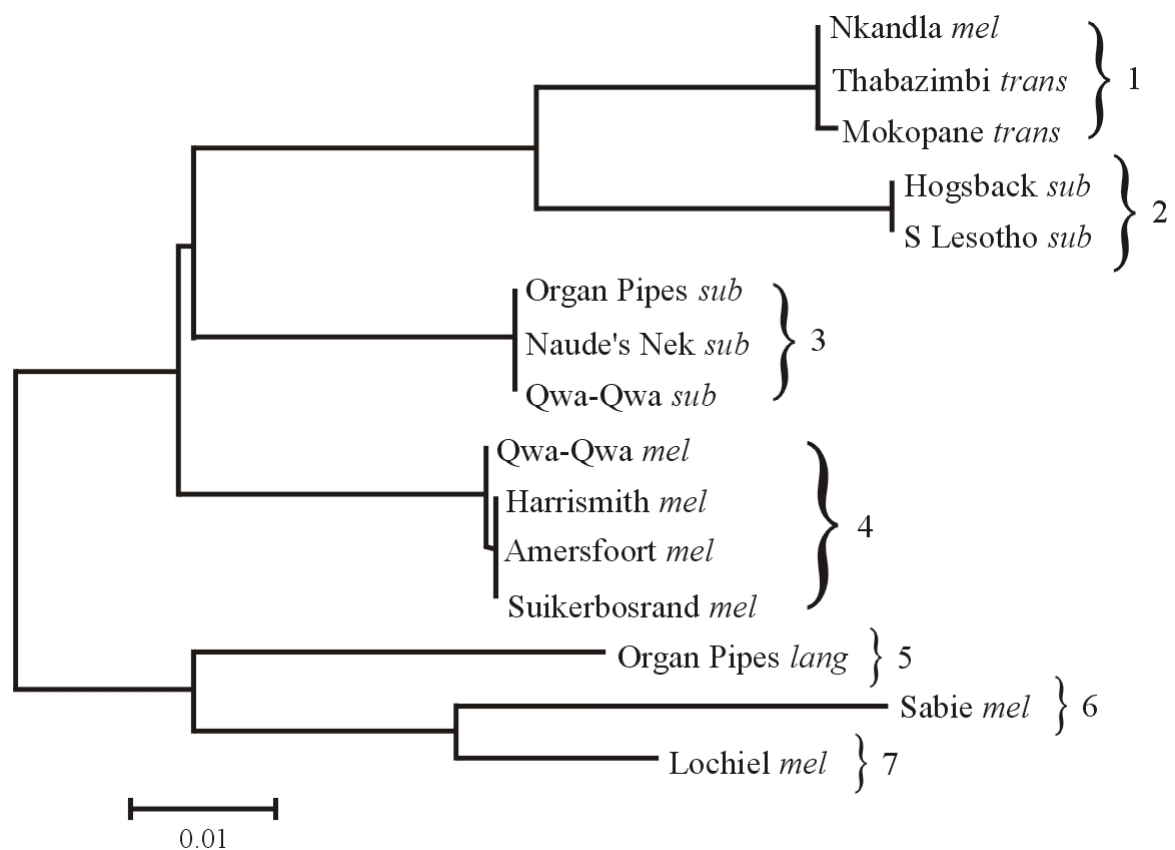 Nkandla mel
Thabazimbi trans
Mokopane trans
1
Hogsback sub
S Lesotho sub
2
Organ Pipes sub
Naude's Nek sub
Qwa-Qwa sub
3
Qwa-Qwa mel
Harrismith mel
Amersfoort mel
Suikerbosrand mel
4
Organ Pipes lang
5
Sabie mel
6
Lochiel mel
7
0.01